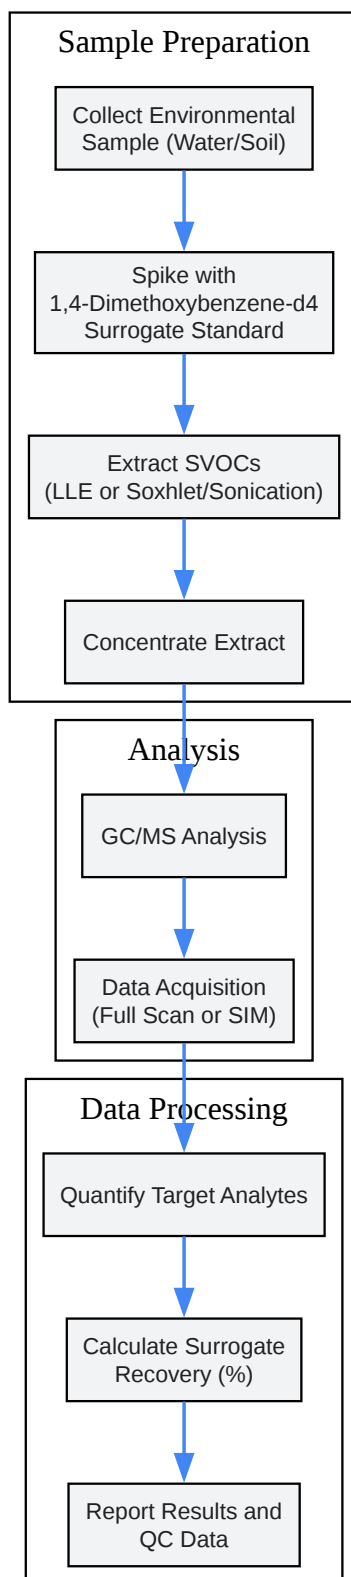 Sample Preparation
Collect Environmental
Sample (Water/Soil)
Spike with
1,4-Dimethoxybenzene-d4
Surrogate Standard
Extract SVOCs
(LLE or Soxhlet/Sonication)
Concentrate Extract
Analysis
GC/MS Analysis
Data Acquisition
(Full Scan or SIM)
Data Processing
Quantify Target Analytes
Calculate Surrogate
Recovery (%)
Report Results and
QC Data